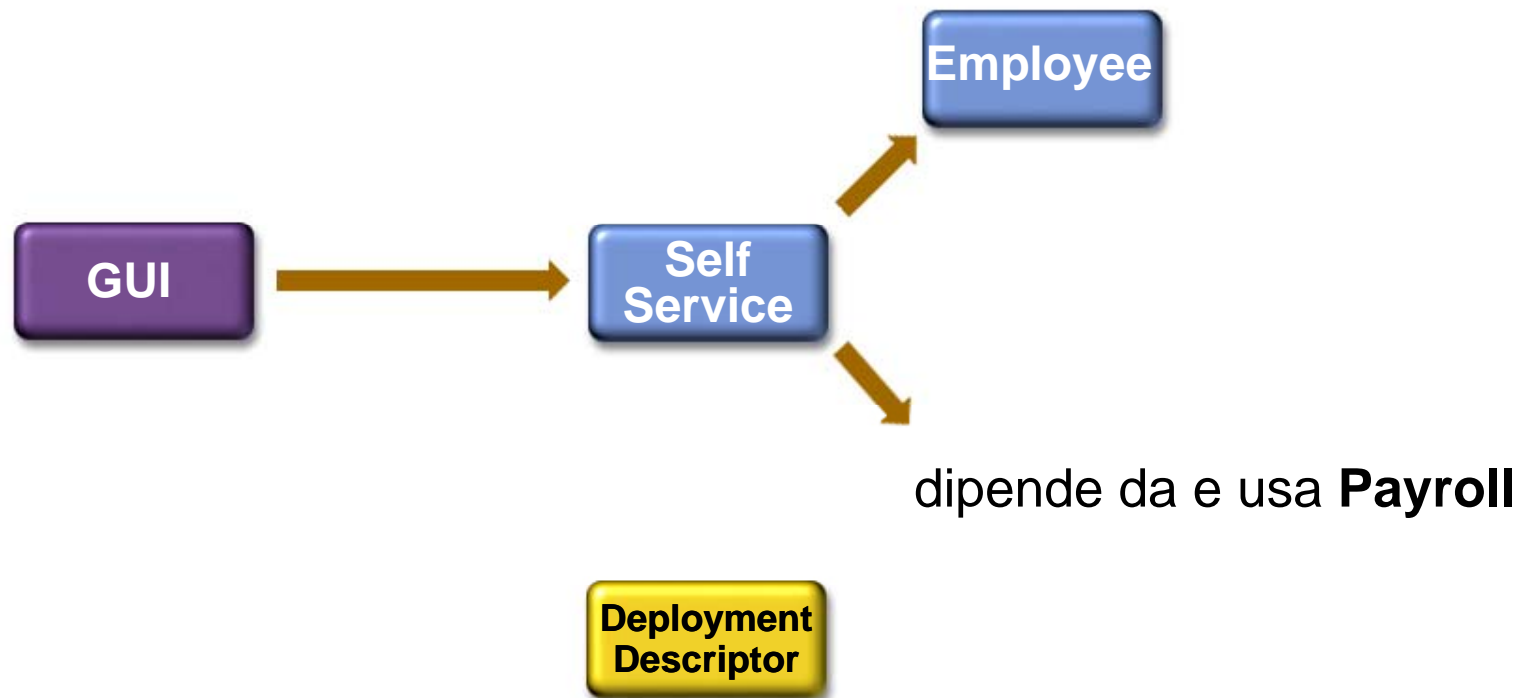 Employee
GUI
Self
Service
dipende da e usa Payroll
Deployment
Descriptor